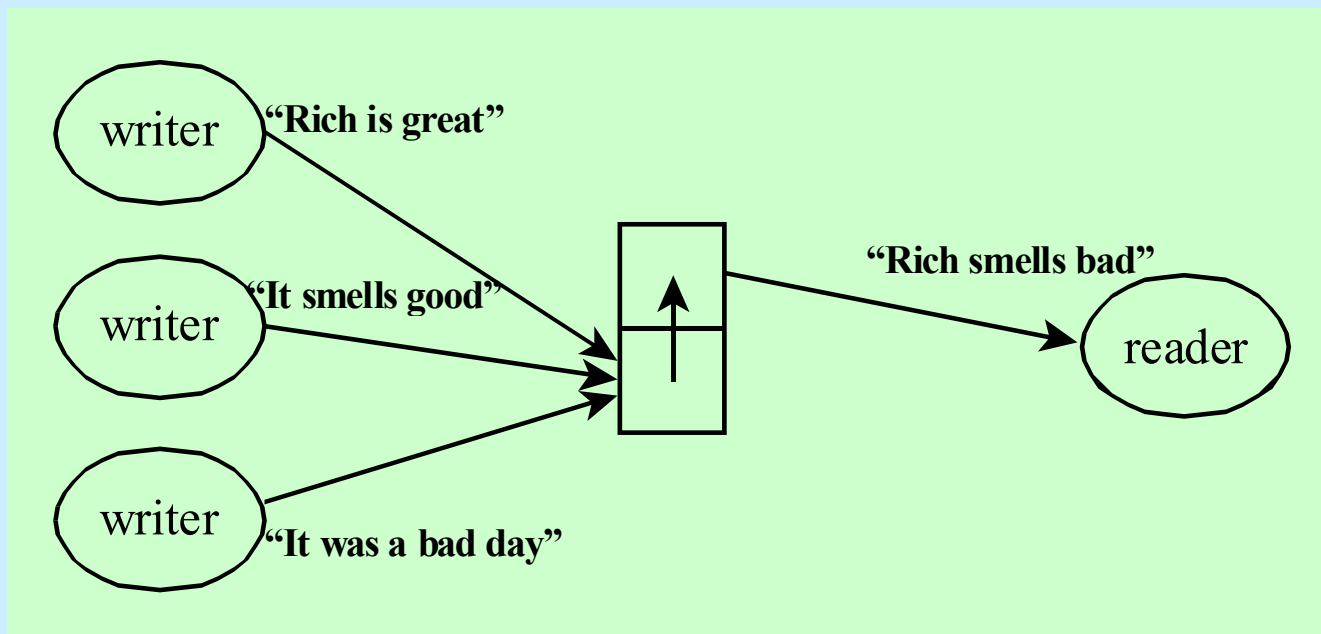 writer
“Rich is great”
writer
“It smells good”
writer
“It was a bad day”
“Rich smells bad”
reader